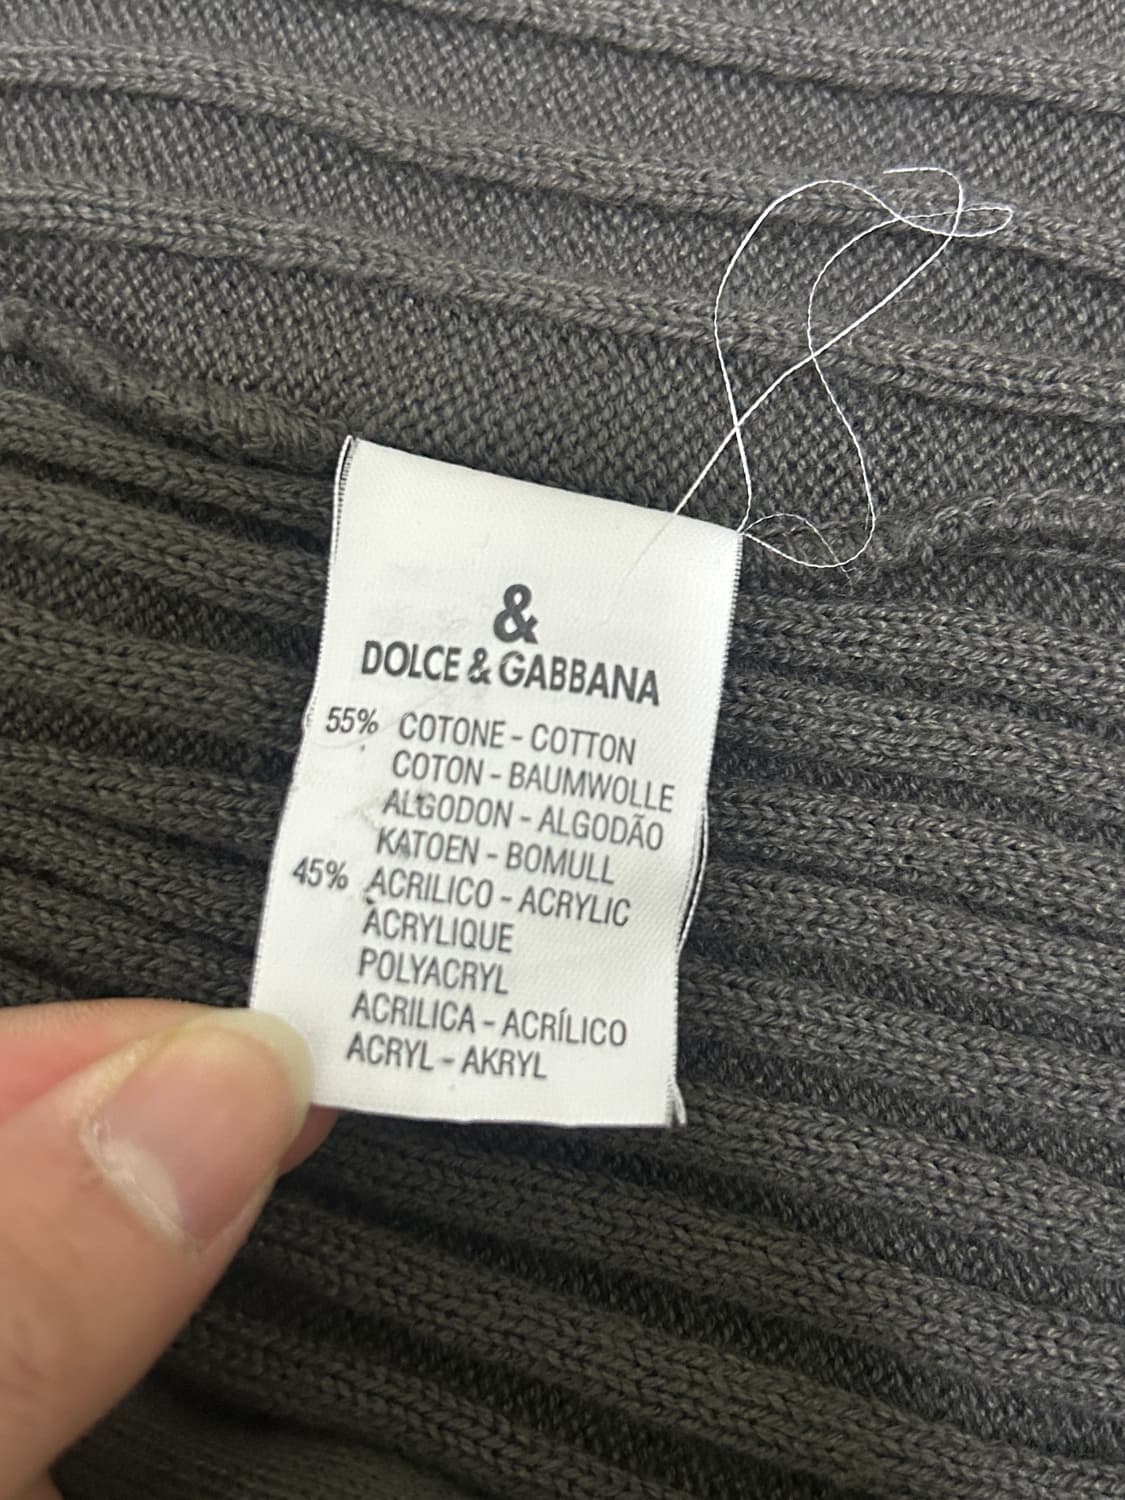 &
DOLCE & GABBANA
55% COTONE - COTTON
COTON - BAUMWOLLE
ALGODON - ALGODÃO
KATOEN - BOMULL
45% ACRILICO - ACRYLIC
ACRYLIQUE
POLYACRYL
ACRILICA - ACRÍLICO
ACRYL - AKRYL